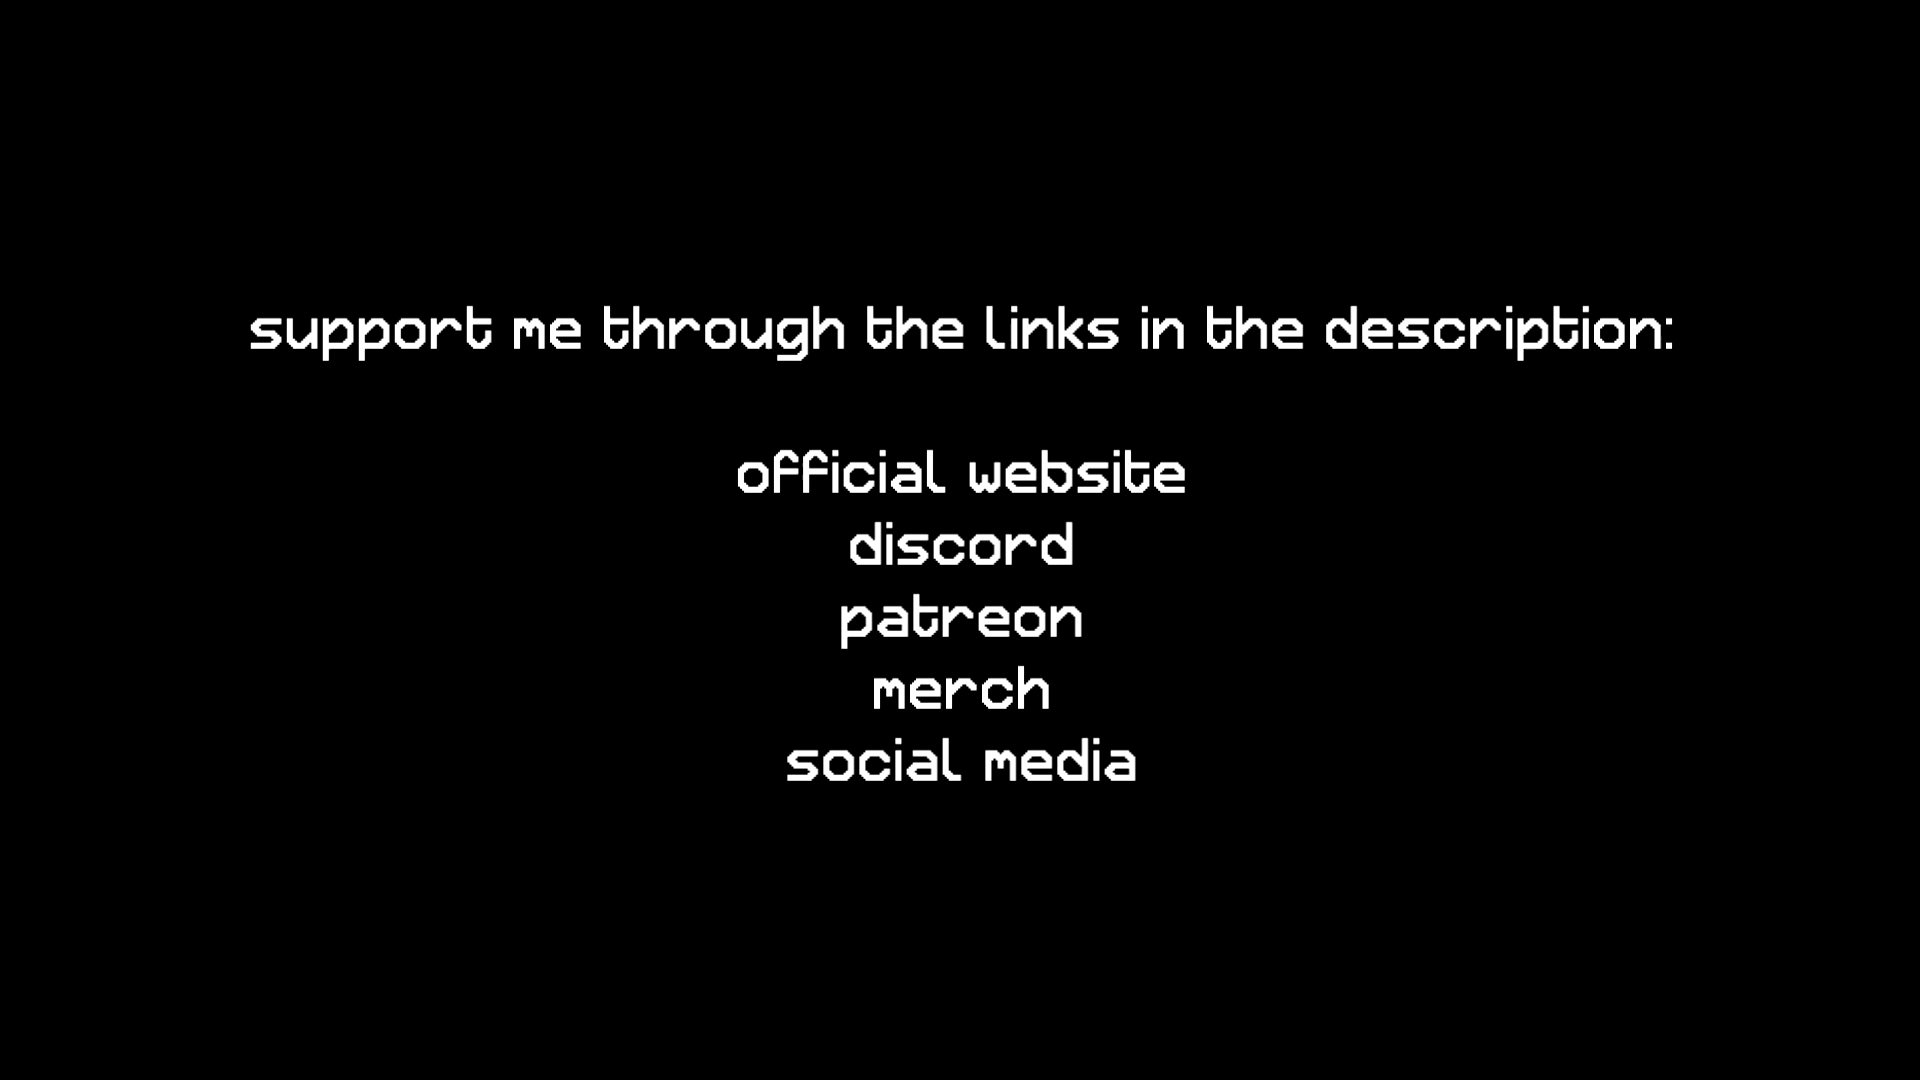 support me through the links in the description:
official website
discord
patreon
merch
social media